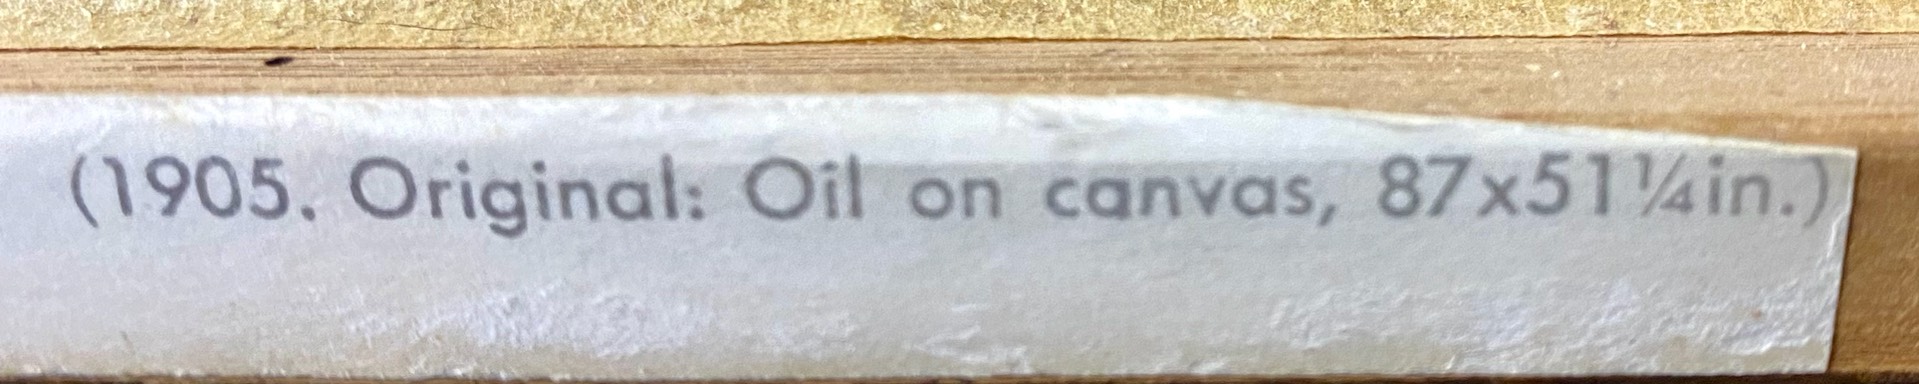 (1905. Original: Oil on canvas, 87x51¼in.)